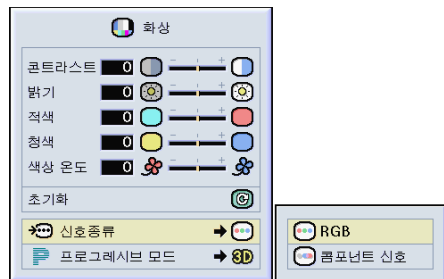 화상
콘트라스트 0
밝기 0
적색 0
청색 0
색상 온도 0
초기화
신호종류
프로그레시브 모드 3D
RGB
콤포넌트 신호